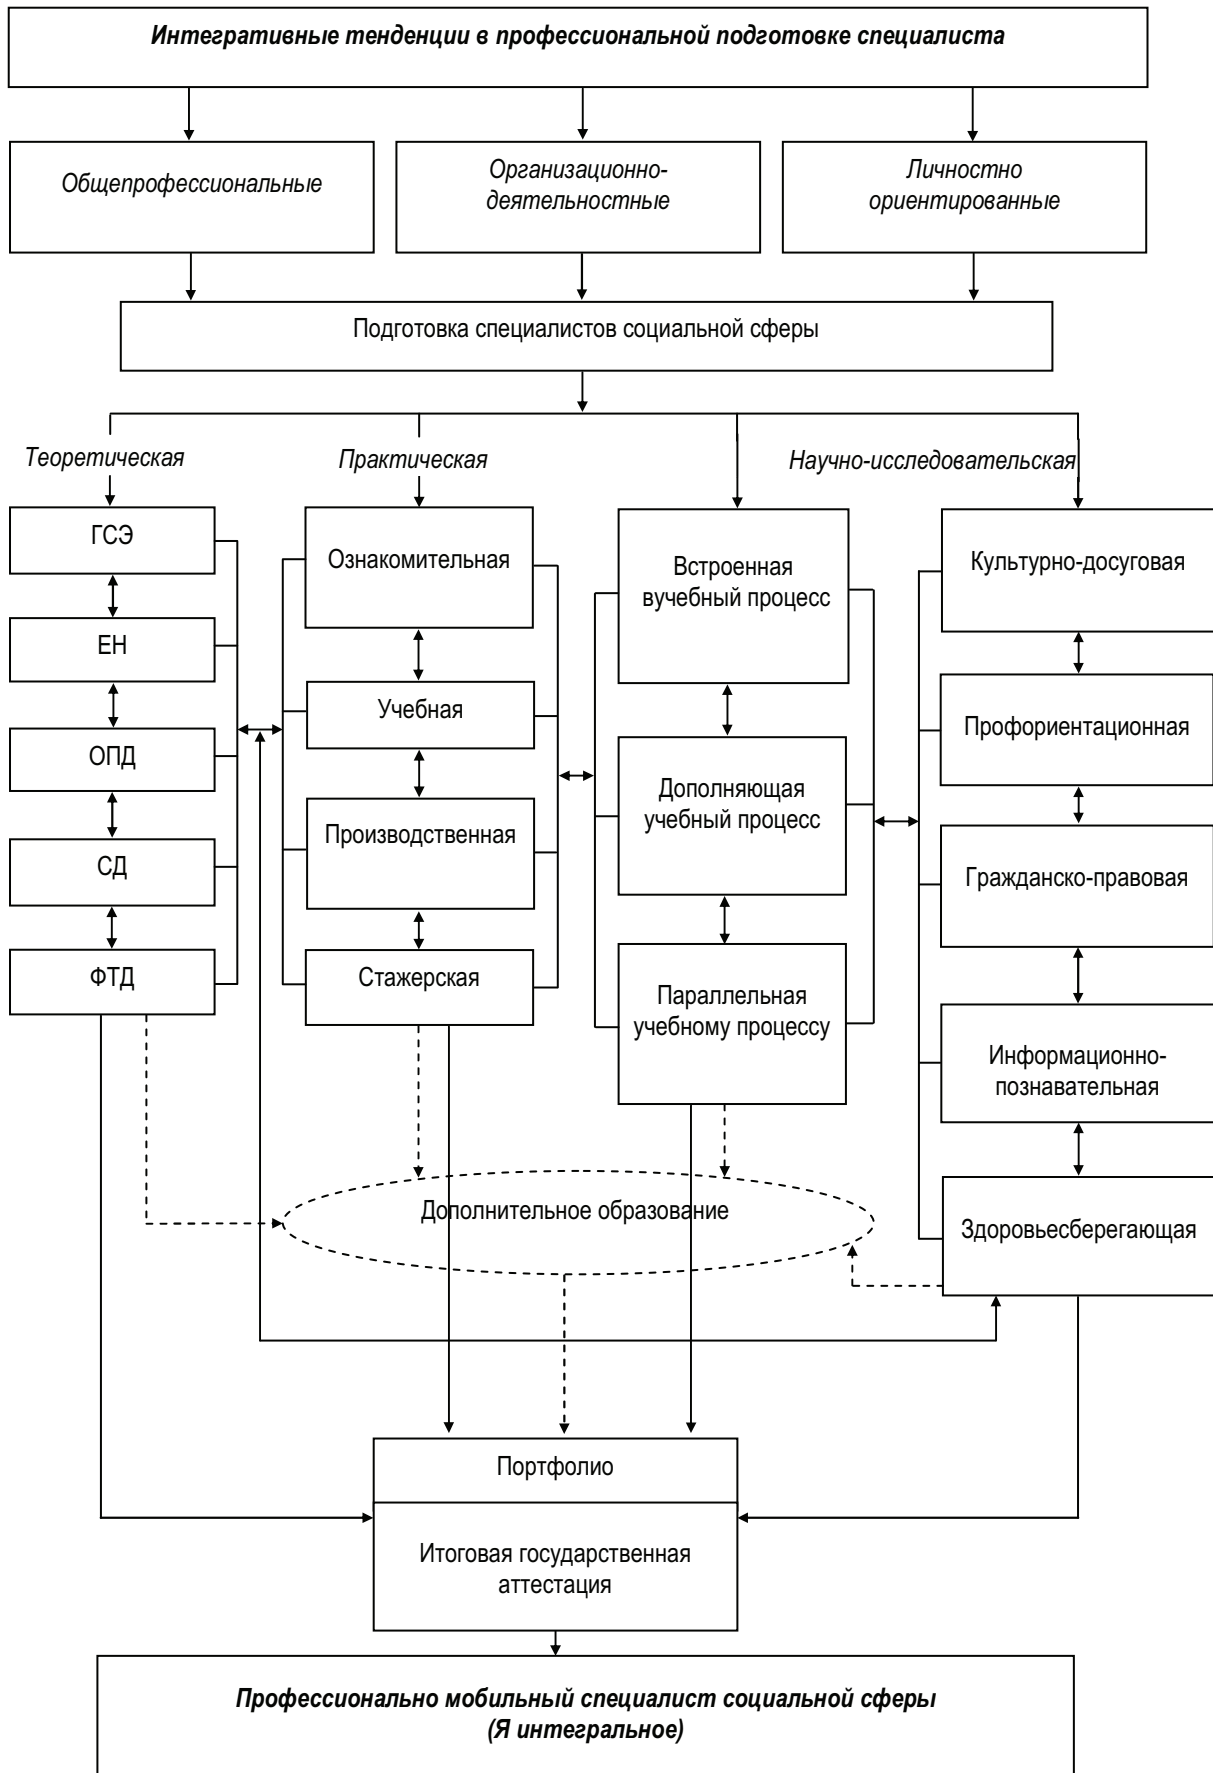 Интегративные тенденции в профессиональной подготовке специалиста
Общепрофессиональные
Организационно-
деятельностные
Личностно
ориентированные
Подготовка специалистов социальной сферы
Теоретическая
Практическая
Научно-исследовательская
ГСЭ
ЕН
ОПД
СД
ФТД
Ознакомительная
Учебная
Производственная
Стажерская
Встроенная
вучебный процесс
Дополняющая
учебный процесс
Параллельная
учебному процессу
Культурно-досуговая
Профориентационная
Гражданско-правовая
Информационно-
познавательная
Здоровьесберегающая
Дополнительное образование
Портфолио
Итоговая государственная
аттестация
Профессионально мобильный специалист социальной сферы
(Я интегральное)